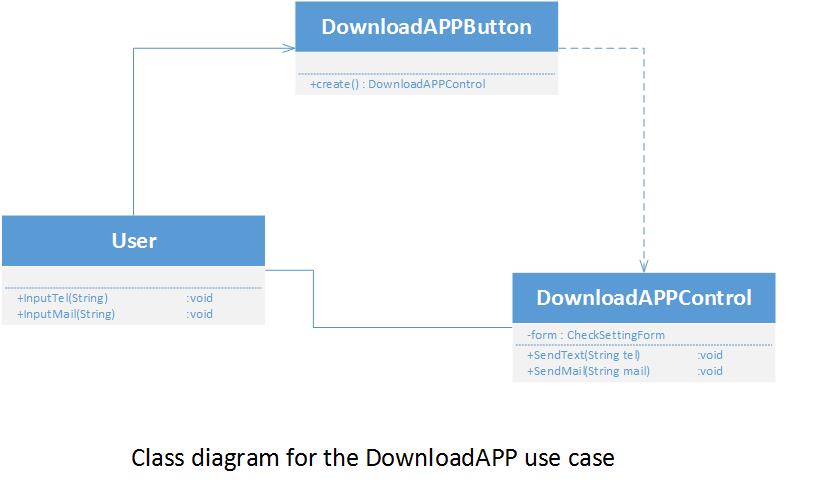 DownloadAPPButton
+create() : DownloadAPPControl
User
+InputTel(String) :void
+InputMail(String) :void
DownloadAPPControl
-form : CheckSettingForm
+SendText(String tel) :void
+SendMail(String mail) :void
Class diagram for the DownloadAPP use case